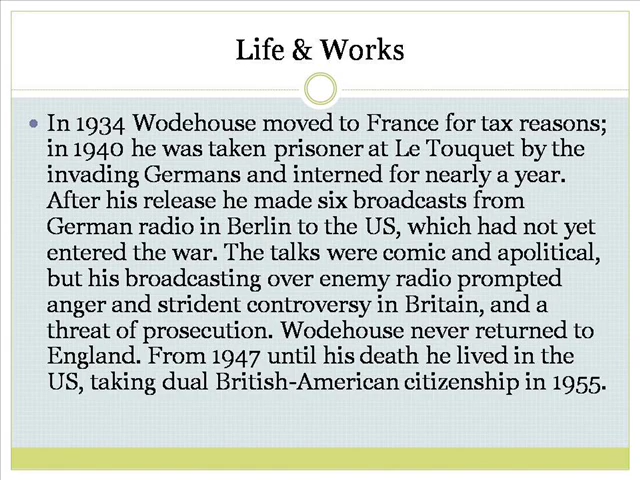 Life & Works
• In 1934 Wodehouse moved to France for tax reasons;
in 1940 he was taken prisoner at Le Touquet by the
invading Germans and interned for nearly a year.
After his release he made six broadcasts from
German radio in Berlin to the US, which had not yet
entered the war. The talks were comic and apolitical,
but his broadcasting over enemy radio prompted
anger and strident controversy in Britain, and a
threat of prosecution. Wodehouse never returned to
England. From 1947 until his death he lived in the
US, taking dual British-American citizenship in 1955.